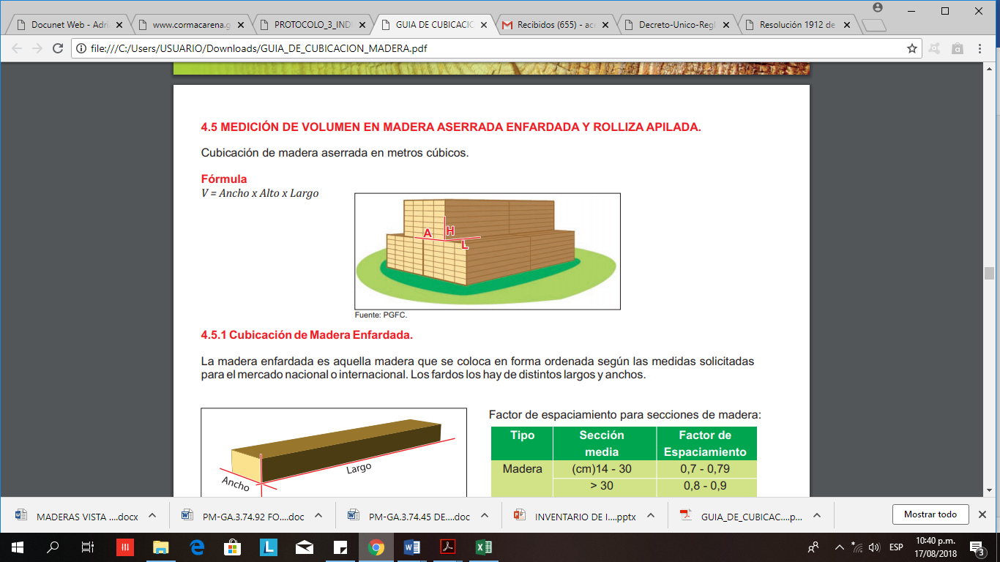 Docunet Web - Adri
www.cormacarena.g
PROTOCOLO_3_IND
GUIA DE CUBICACIC
Recibidos (655) - ace
Decreto-Unico-Regl
Resolución 1912 de
file:///C:/Users/USUARIO/Downloads/GUIA_DE_CUBICACION_MADERA.pdf
4.5 MEDICIÓN DE VOLUMEN EN MADERA ASERRADA ENFARDADA Y ROLLIZA APILADA.
Cubicación de madera aserrada en metros cúbicos.
Fórmula
V = Ancho x Alto x Largo
A
H
L
Fuente: PGFC.
4.5.1 Cubicación de Madera Enfardada.
La madera enfardada es aquella madera que se coloca en forma ordenada según las medidas solicitadas
para el mercado nacional o internacional. Los fardos los hay de distintos largos y anchos.
Ancho
Largo
Factor de espaciamiento para secciones de madera:
Tipo Sección media Factor de Espaciamiento
Madera (cm)14 - 30 0,7 - 0,79
> 30 0,8 - 0,9
MADERAS VISTA ....docx
PM-GA.3.74.92 FO....doc
PM-GA.3.74.45 DE....doc
INVENTARIO DE I....pptx
GUIA_DE_CUBICAC....p...
Mostrar todo
ESP
10:40 p.m.
17/08/2018
3